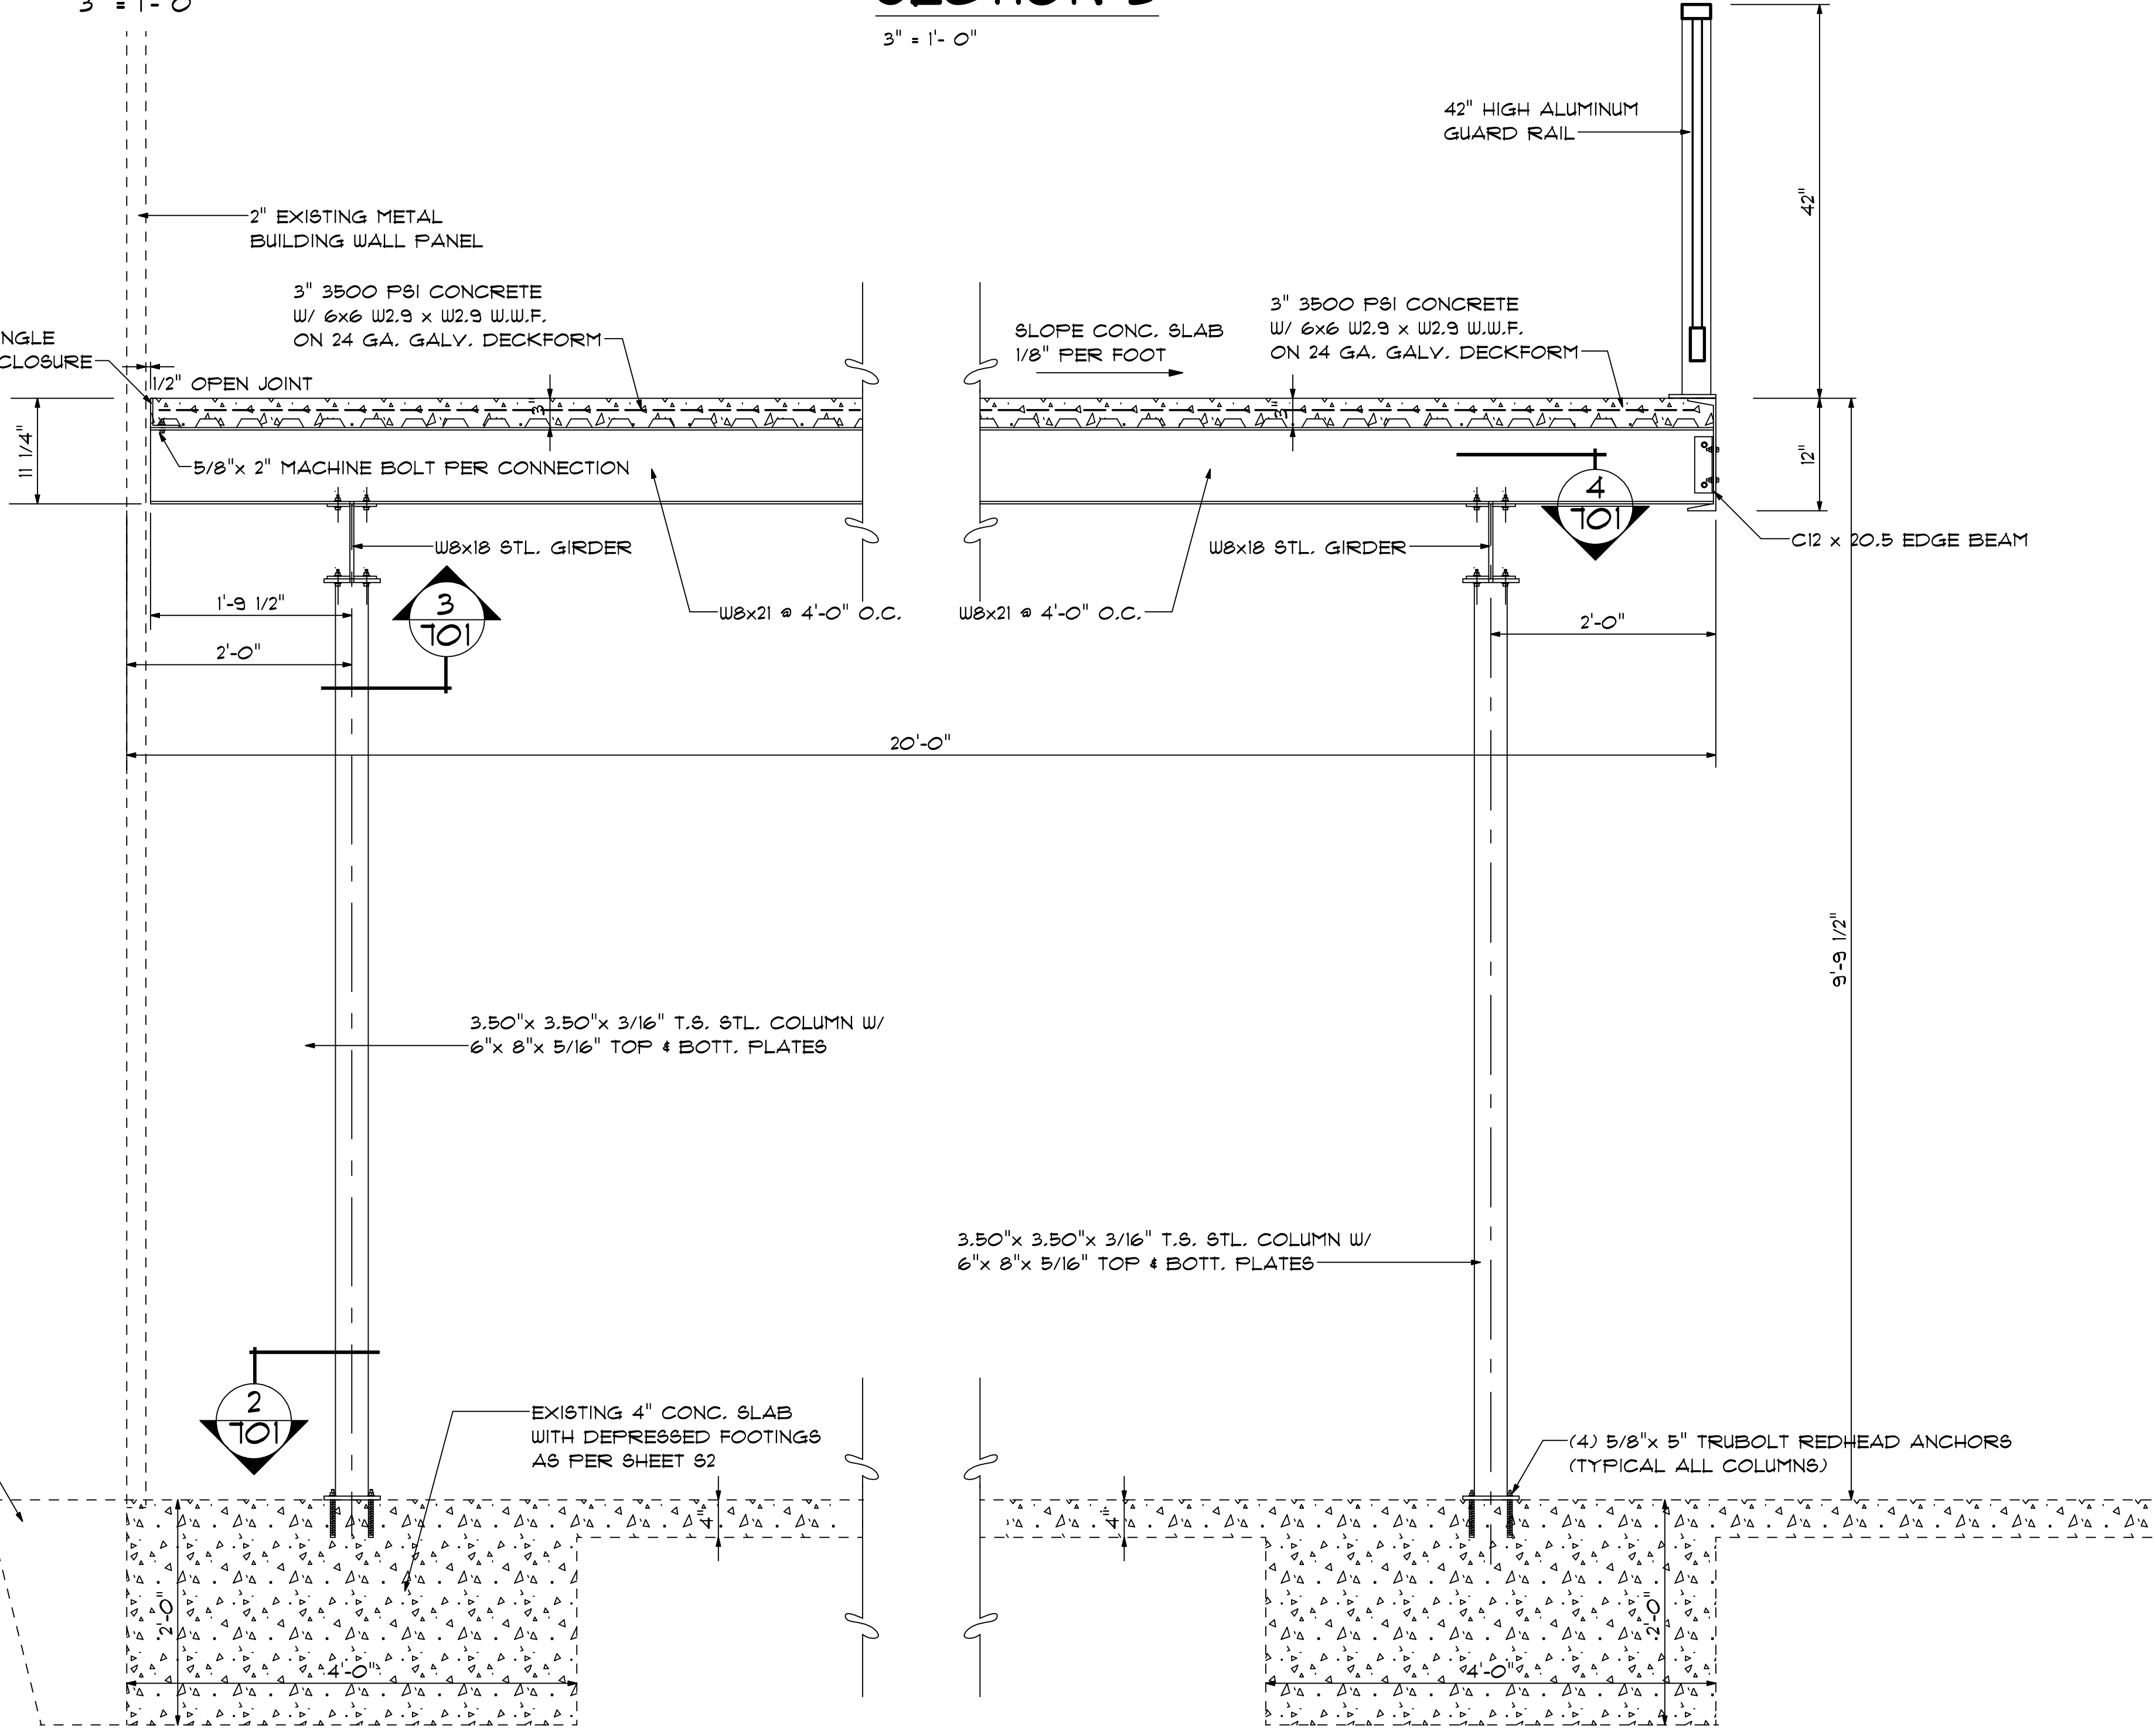 3" = 1'- 0"
3" = 1'- 0"
42" HIGH ALUMINUM
GUARD RAIL
42"
2" EXISTING METAL
BUILDING WALL PANEL
3" 3500 PSI CONCRETE
W/ 6x6 W2.9 x W2.9 W.W.F.
ON 24 GA. GALV. DECKFORM
SLOPE CONC. SLAB
1/8" PER FOOT
3" 3500 PSI CONCRETE
W/ 6x6 W2.9 x W2.9 W.W.F.
ON 24 GA. GALV. DECKFORM
CLOSURE
1/2" OPEN JOINT
3"
3"
11 1/4"
12"
5/8"x 2" MACHINE BOLT PER CONNECTION
4
C12 x 20.5 EDGE BEAM
W8x18 STL. GIRDER
W8x18 STL. GIRDER
W8x21 @ 4'-0" O.C.
W8x21 @ 4'-0" O.C.
1'-9 1/2"
3
2'-0"
2'-0"
20'-0"
9'-9 1/2"
3.50"x 3.50"x 3/16" T.S. STL. COLUMN W/
6"x 8"x 5/16" TOP & BOTT. PLATES
3.50"x 3.50"x 3/16" T.S. STL. COLUMN W/
6"x 8"x 5/16" TOP & BOTT. PLATES
2
EXISTING 4" CONC. SLAB
WITH DEPRESSED FOOTINGS
AS PER SHEET S2
(4) 5/8"x 5" TRUBOLT REDHEAD ANCHORS
(TYPICAL ALL COLUMNS)
4"
4"
2'-0"
2'-0"
4'-0"
4'-0"